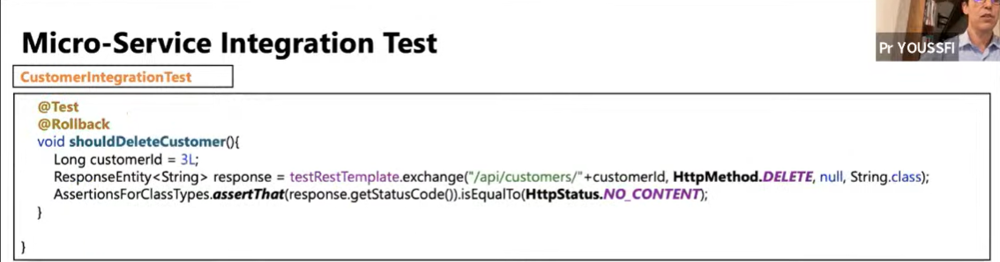 Micro-Service Integration Test
Pr YOUSSFI
CustomerIntegrationTest
@Test
@Rollback
void shouldDeleteCustomer(){
Long customerId = 3L;
ResponseEntity<String> response = testRestTemplate.exchange("/api/customers/"+customerId, HttpMethod.DELETE, null, String.class);
AssertionsForClassTypes.assertThat(response.getStatusCode()).isEqualTo(HttpStatus.NO_CONTENT);
}
}